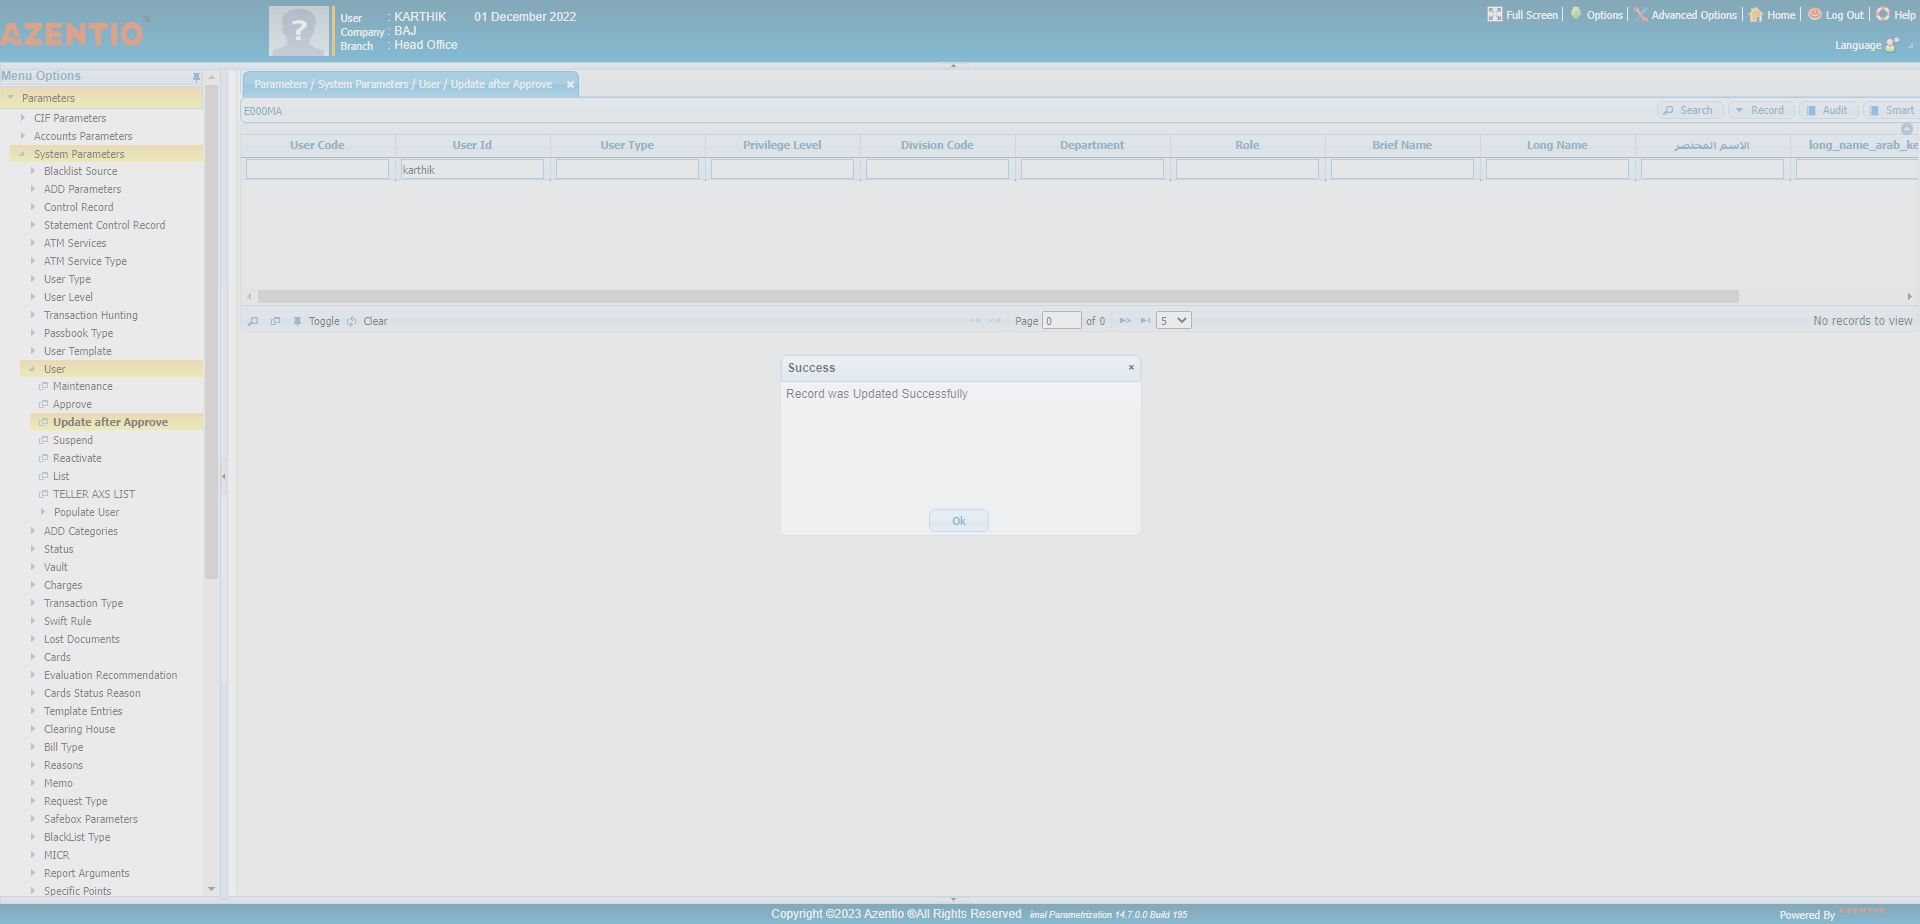 AZENTIO™
User : KARTHIK 01 December 2022
Company : BAJ
Branch : Head Office
Full Screen Options Advanced Options Home Log Out Help
Language
Menu Options
Parameters
CIF Parameters
Accounts Parameters
System Parameters
Blacklist Source
ADD Parameters
Control Record
Statement Control Record
ATM Services
ATM Service Type
User Type
User Level
Transaction Hunting
Passbook Type
User Template
User
Maintenance
Approve
Update after Approve
Suspend
Reactivate
List
TELLER AXS LIST
Populate User
ADD Categories
Status
Vault
Charges
Transaction Type
Swift Rule
Lost Documents
Cards
Evaluation Recommendation
Cards Status Reason
Template Entries
Clearing House
Bill Type
Reasons
Memo
Request Type
Safebox Parameters
BlackList Type
MICR
Report Arguments
Specific Points
Parameters / System Parameters / User / Update after Approve
E000MA
Search Record Audit Smart
User Code User Id User Type Privilege Level Division Code Department Role Brief Name Long Name الاسم المختصر long_name_arab_ke
karthik
Toggle Clear
Page 0 of 0 5
No records to view
Success
Record was Updated Successfully
Ok
Copyright ©2023 Azentio ®All Rights Reserved imal Parametrization 14.7.0.0 Build 195
Powered By AZENTIO